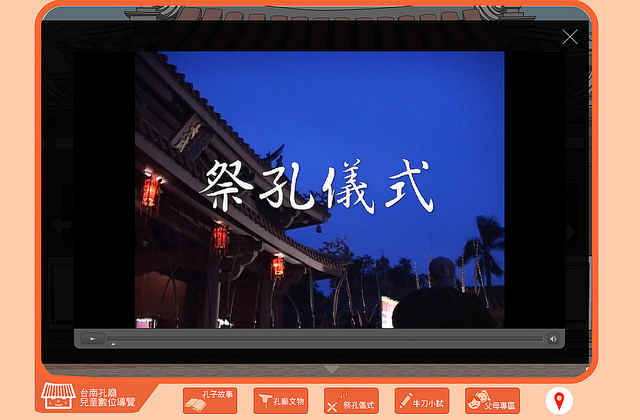 祭孔儀式
台南孔廟
兒童數位導覽
孔子故事
孔廟文物
祭孔儀式
牛刀小試
父母專區